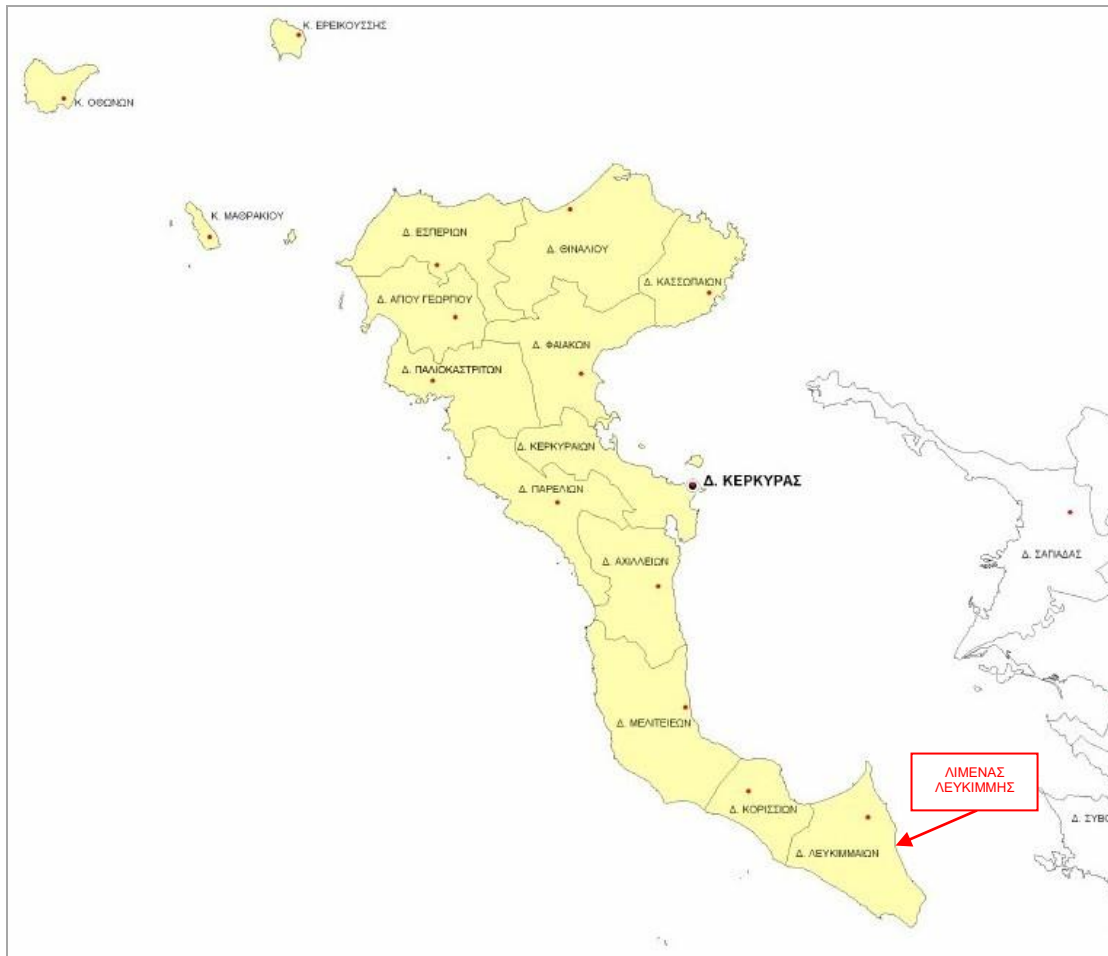 Κ. ΕΡΕΙΚΟΥΣΣΗΣ
Κ. ΟΘΩΝΩΝ
Κ. ΜΑΘΡΑΚΙΟΥ
Δ. ΕΣΠΕΡΙΩΝ
Δ. ΘΙΝΑΛΙΟΥ
Δ. ΚΑΣΣΩΠΑΙΩΝ
Δ. ΑΓΙΟΥ ΓΕΩΡΓΙΟΥ
Δ. ΦΑΙΑΚΩΝ
Δ. ΠΑΛΙΟΚΑΣΤΡΙΤΩΝ
Δ. ΚΕΡΚΥΡΑΙΩΝ
Δ. ΚΕΡΚΥΡΑΣ
Δ. ΠΑΡΕΛΙΩΝ
Δ. ΣΑΓΙΑΔΑΣ
Δ. ΑΧΙΛΛΕΙΩΝ
Δ. ΜΕΛΙΤΕΙΕΩΝ
ΛΙΜΕΝΑΣ
ΛΕΥΚΙΜΜΗΣ
Δ. ΚΟΡΙΣΣΙΩΝ
Δ. ΣΥΒΟ
Δ. ΛΕΥΚΙΜΜΑΙΩΝ